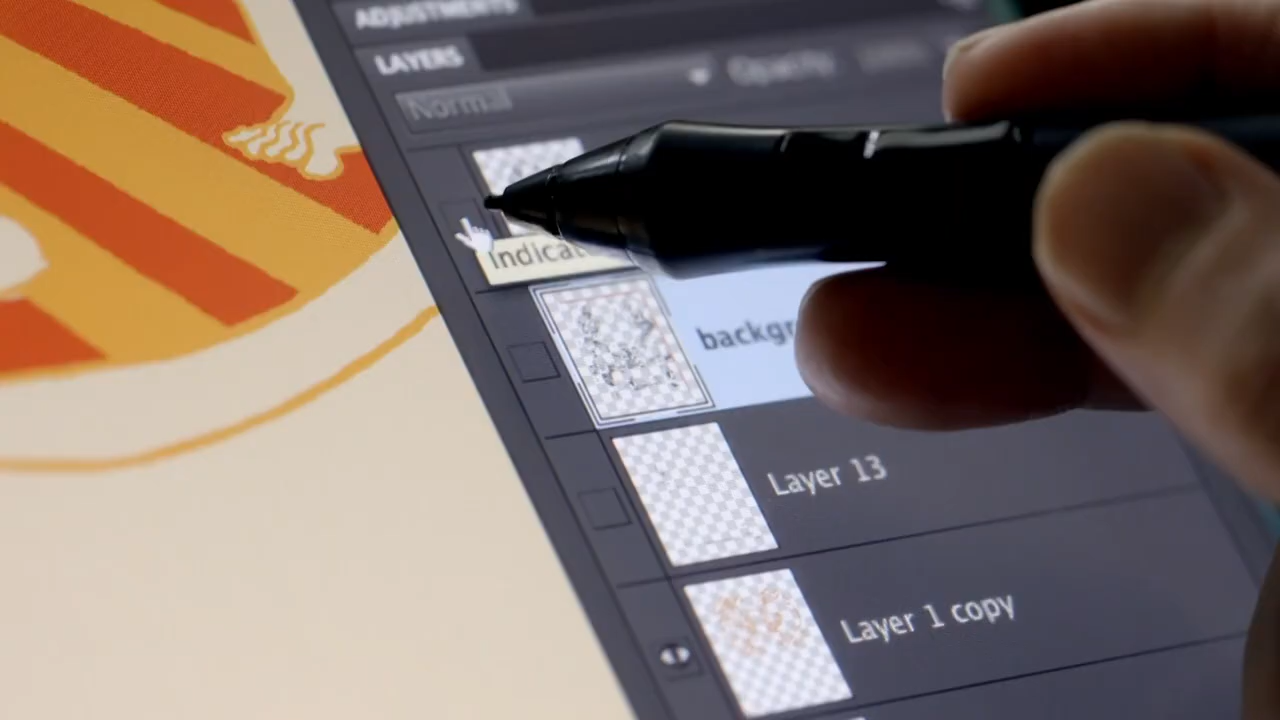 ADJUSTMENTS
LAYERS
Normal
Opacity
Indicat
backgr
Layer 13
Layer 1 copy